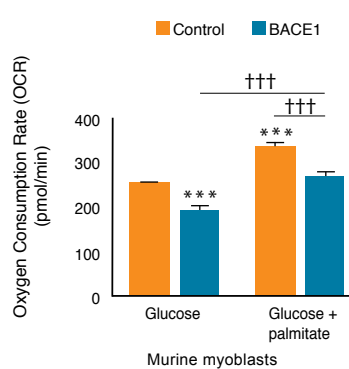 Control BACE1
†††
†††
***
***
Oxygen Consumption Rate (OCR)
(pmol/min)
400
300
200
100
0
Glucose
Glucose +
palmitate
Murine myoblasts